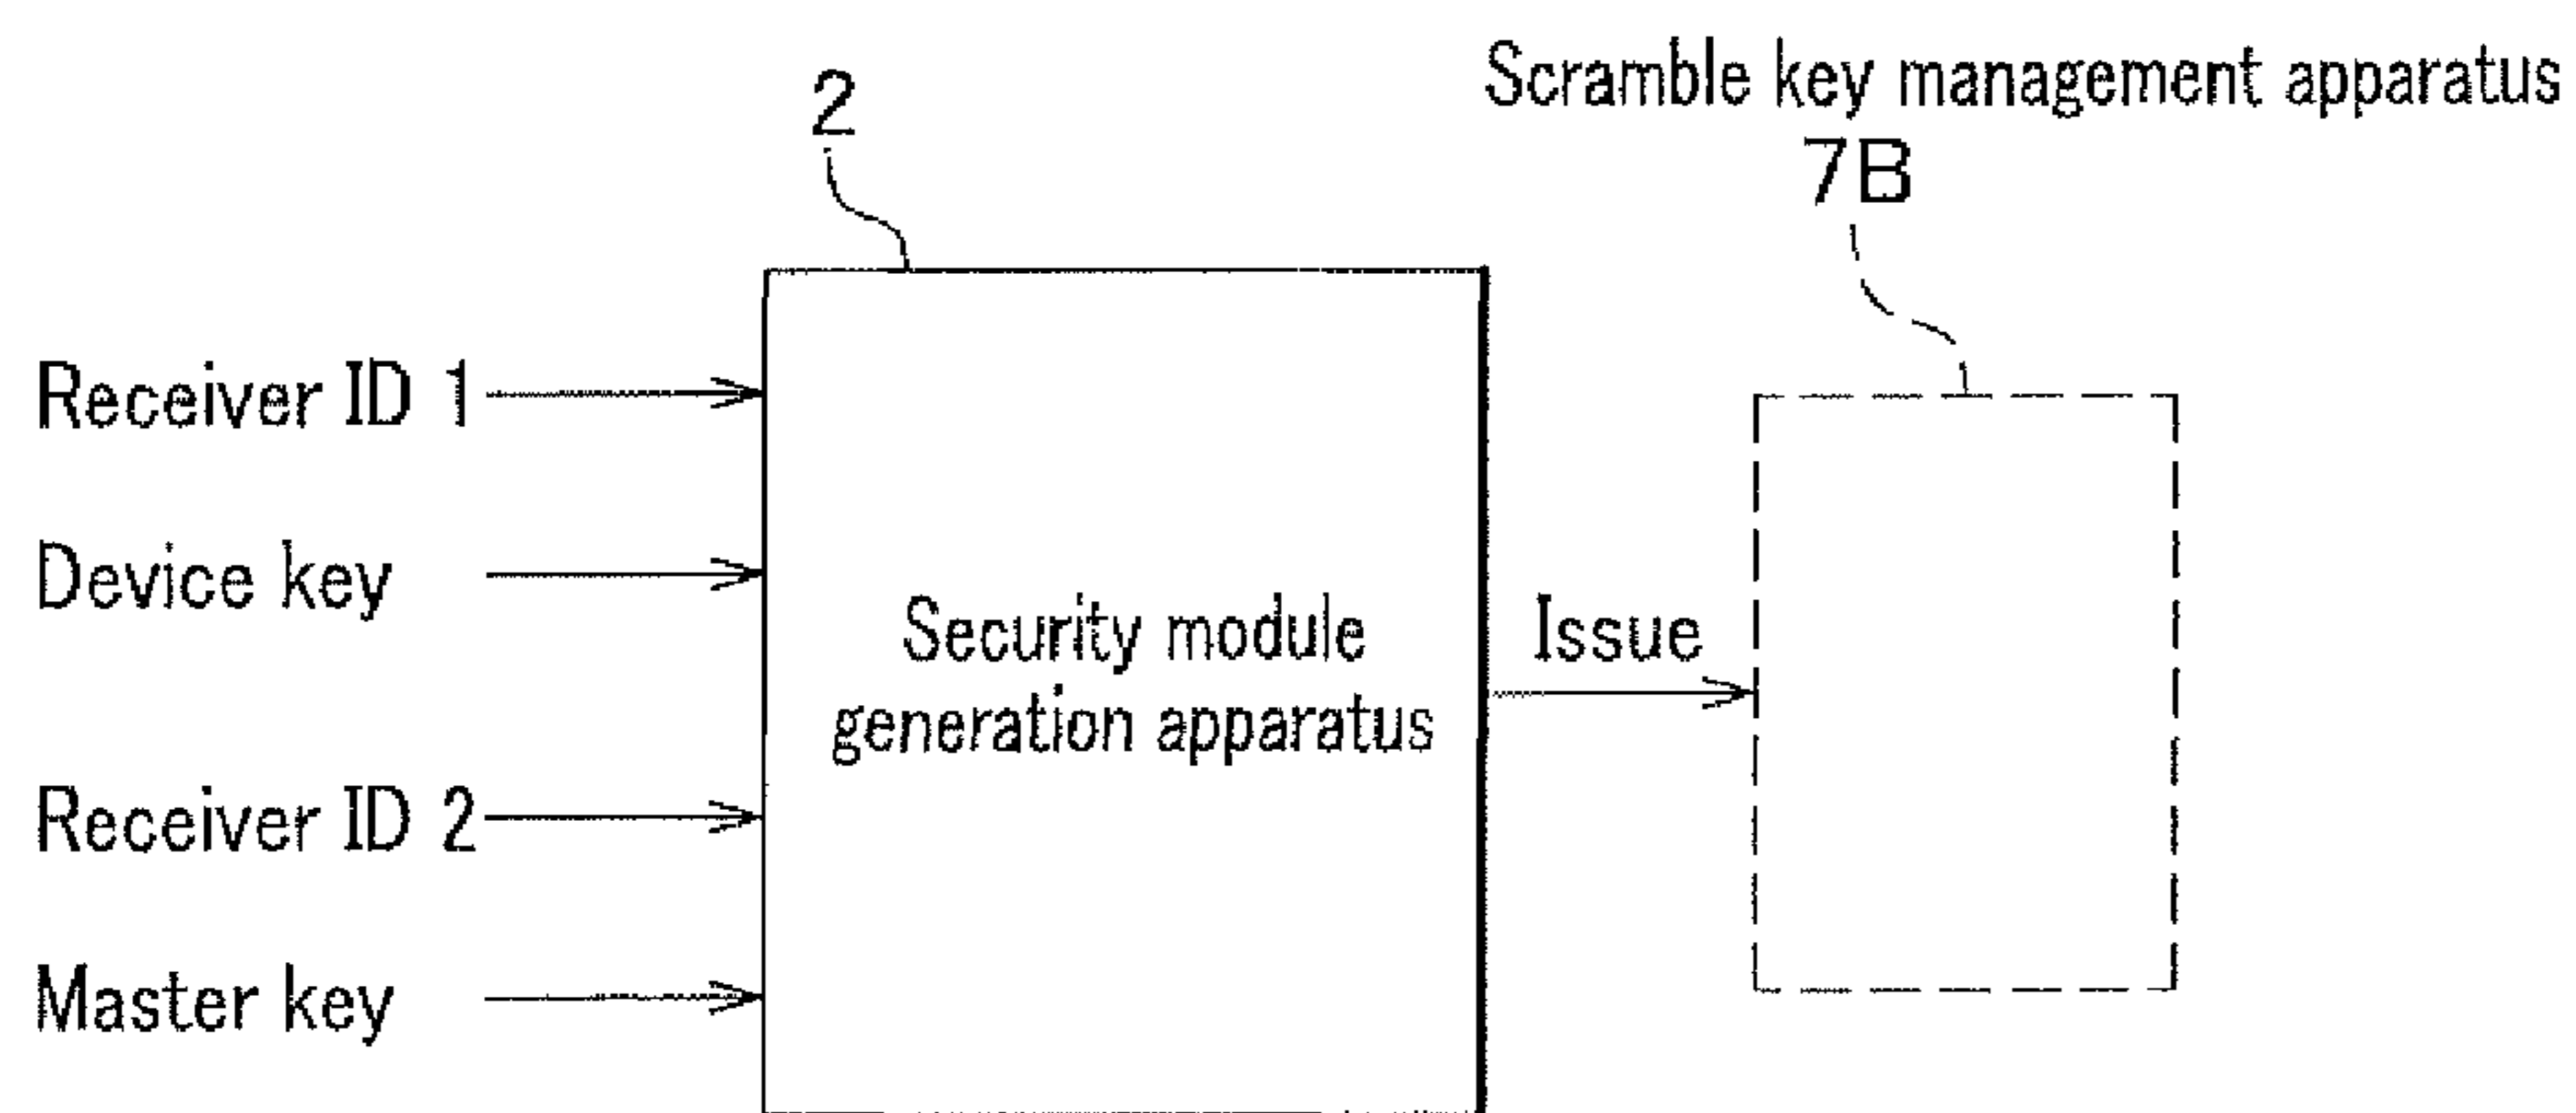 Scramble key management apparatus
2
7B
Receiver ID 1
Device key
Security module
generation apparatus
Issue
Receiver ID 2
Master key